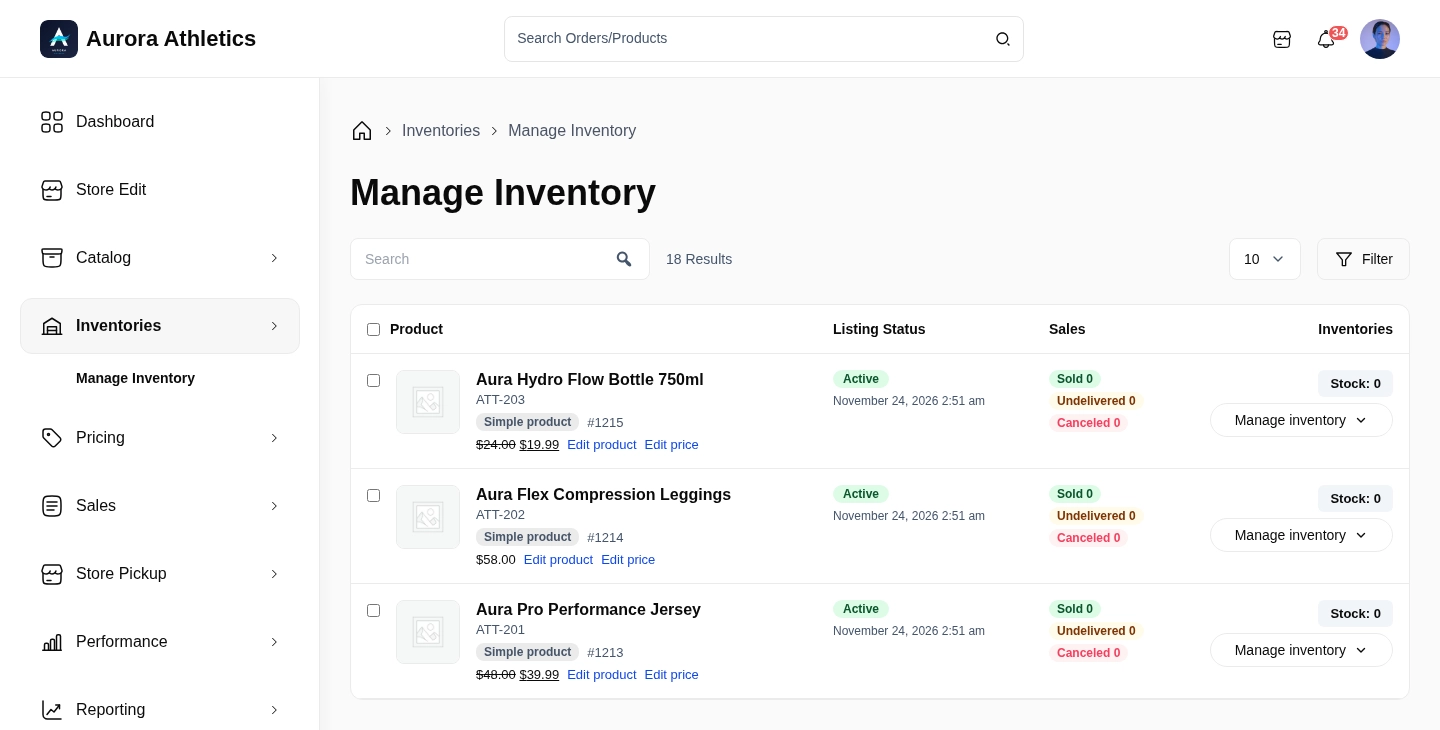 Aurora Athletics
Search Orders/Products
34
Dashboard
Store Edit
Catalog
Inventories
Manage Inventory
Pricing
Sales
Store Pickup
Performance
Reporting
Inventories
Manage Inventory
Manage Inventory
Search
18 Results
10
Filter
Product
Listing Status
Sales
Inventories
Aura Hydro Flow Bottle 750ml
ATT-203
Simple product #1215
$24.00 $19.99 Edit product Edit price
Active
November 24, 2026 2:51 am
Sold 0
Undelivered 0
Canceled 0
Stock: 0
Manage inventory
Aura Flex Compression Leggings
ATT-202
Simple product #1214
$58.00 Edit product Edit price
Active
November 24, 2026 2:51 am
Sold 0
Undelivered 0
Canceled 0
Stock: 0
Manage inventory
Aura Pro Performance Jersey
ATT-201
Simple product #1213
$48.00 $39.99 Edit product Edit price
Active
November 24, 2026 2:51 am
Sold 0
Undelivered 0
Canceled 0
Stock: 0
Manage inventory